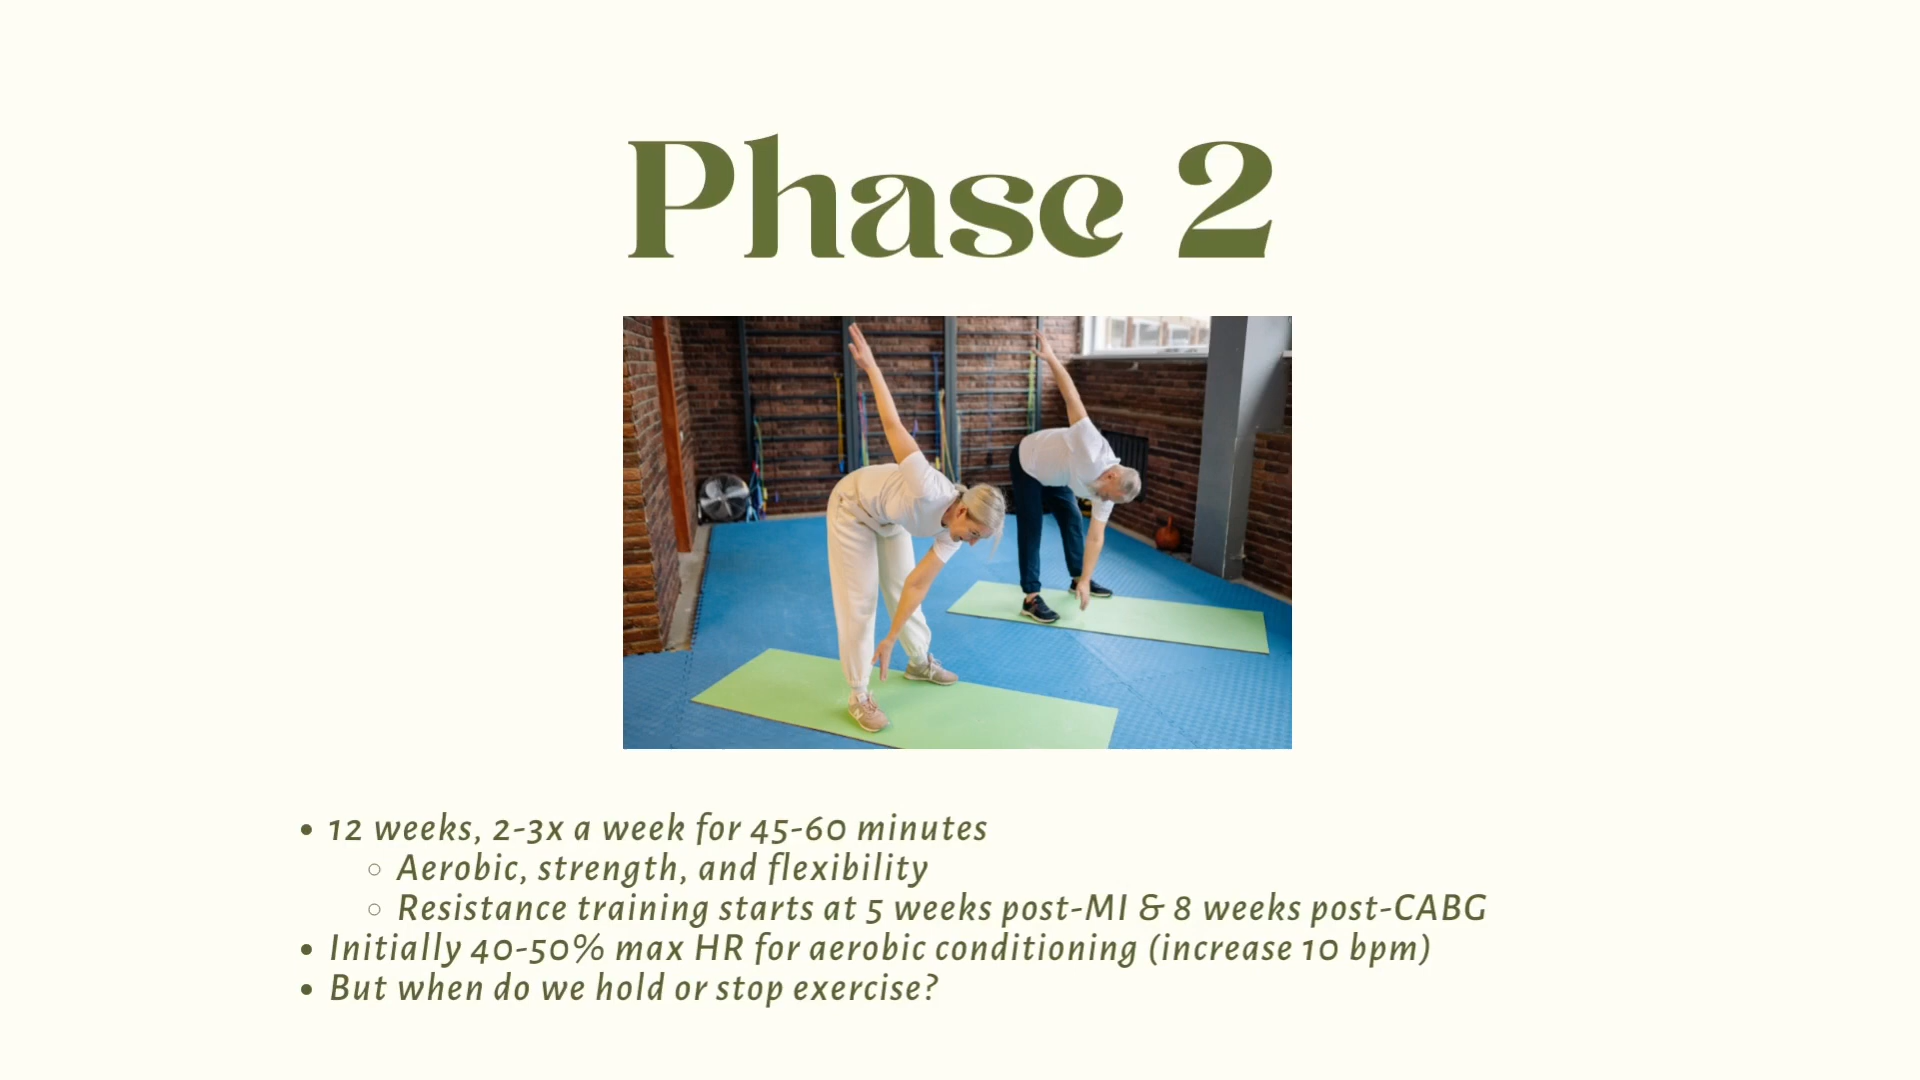 Phase 2
• 12 weeks, 2-3x a week for 45-60 minutes
◦ Aerobic, strength, and flexibility
◦ Resistance training starts at 5 weeks post-MI & 8 weeks post-CABG
• Initially 40-50% max HR for aerobic conditioning (increase 10 bpm)
• But when do we hold or stop exercise?